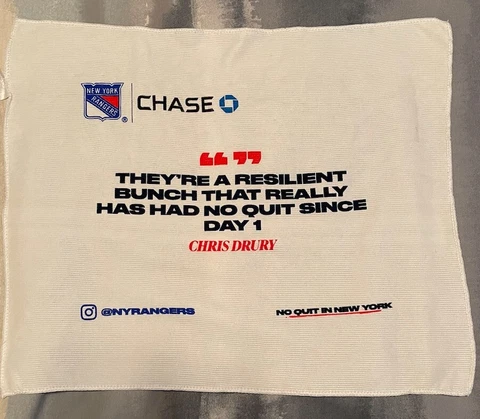 NEW YORK
RANGERS
®
CHASE
“”
THEY'RE A RESILIENT
BUNCH THAT REALLY
HAS HAD NO QUIT SINCE
DAY 1
CHRIS DRURY
@NYRANGERS
NO QUIT IN NEW YORK